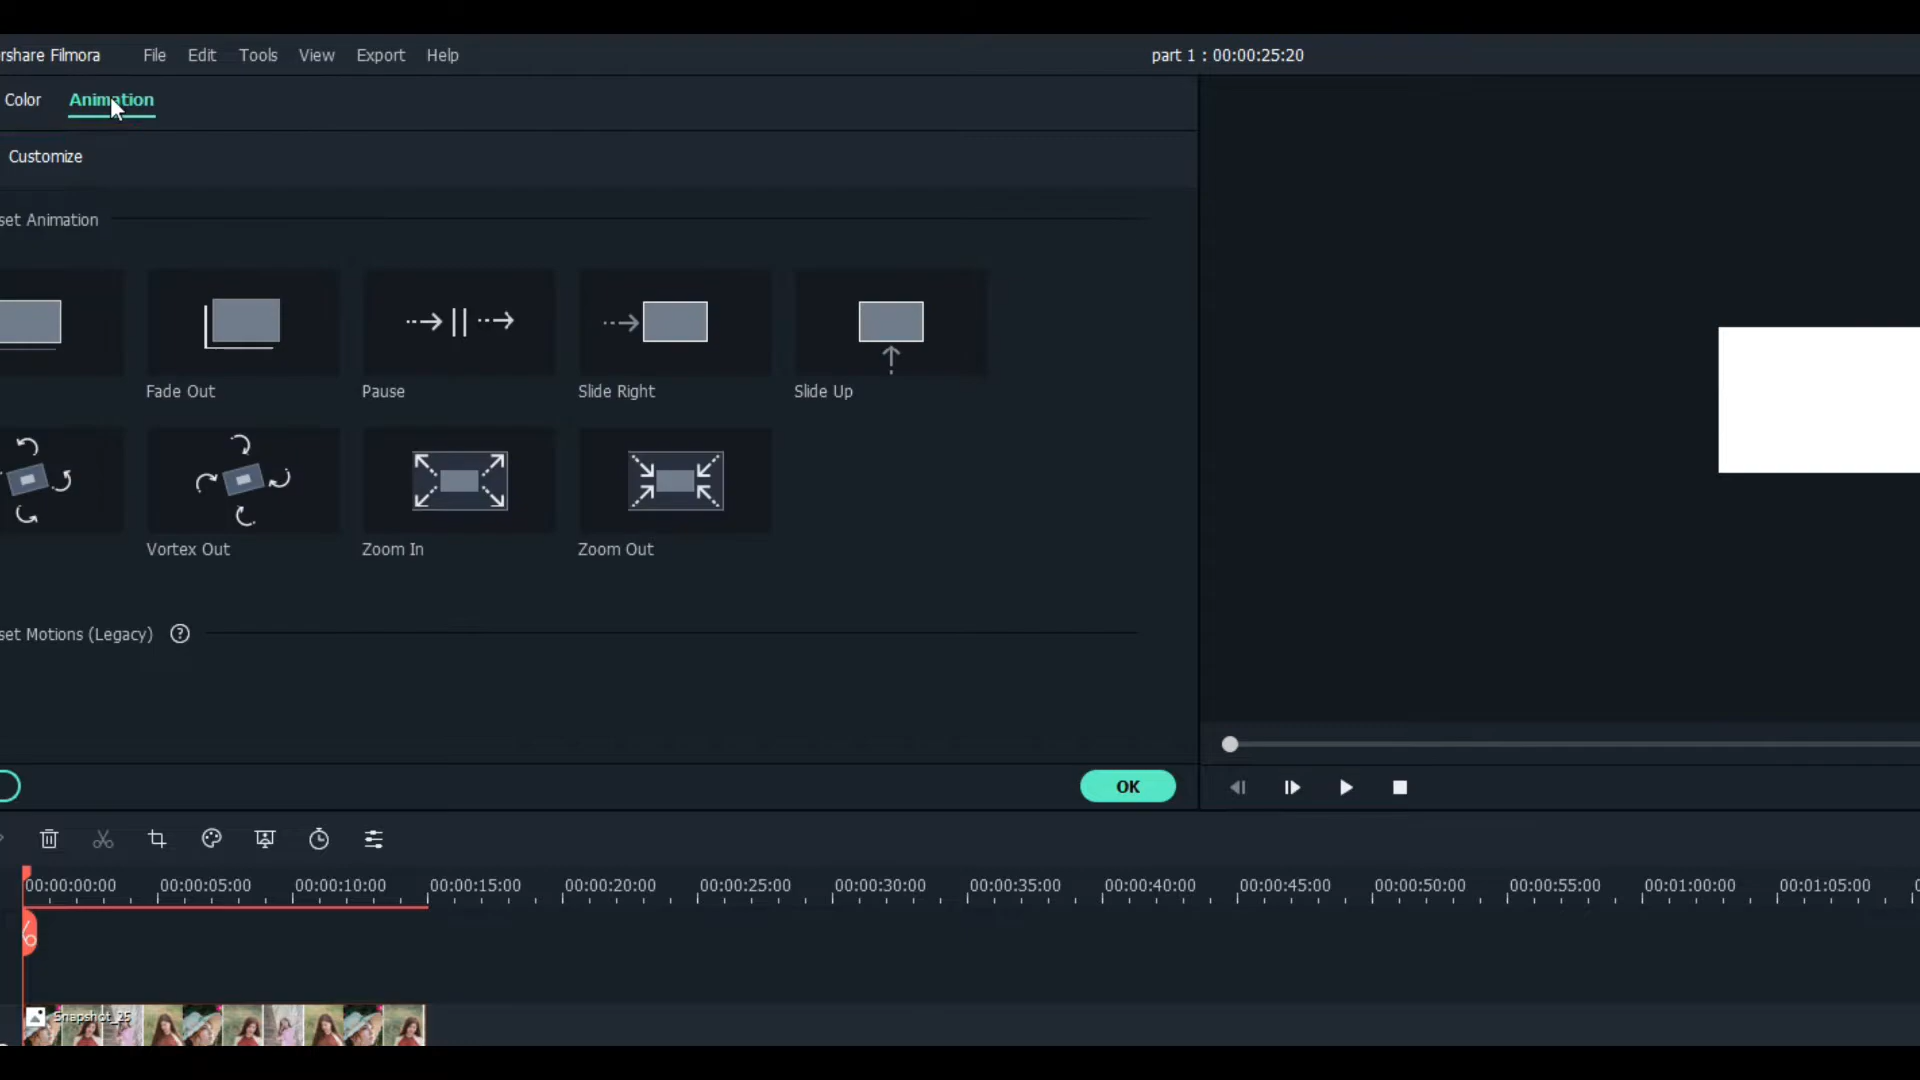 rshare Filmora File Edit Tools View Export Help part 1 : 00:00:25:20
Color Animation
Customize
set Animation
Fade Out Pause Slide Right Slide Up
Vortex Out Zoom In Zoom Out
set Motions (Legacy) ?
OK
00:00:00:00 00:00:05:00 00:00:10:00 00:00:15:00 00:00:20:00 00:00:25:00 00:00:30:00 00:00:35:00 00:00:40:00 00:00:45:00 00:00:50:00 00:00:55:00 00:01:00:00 00:01:05:00
Snapshot_25